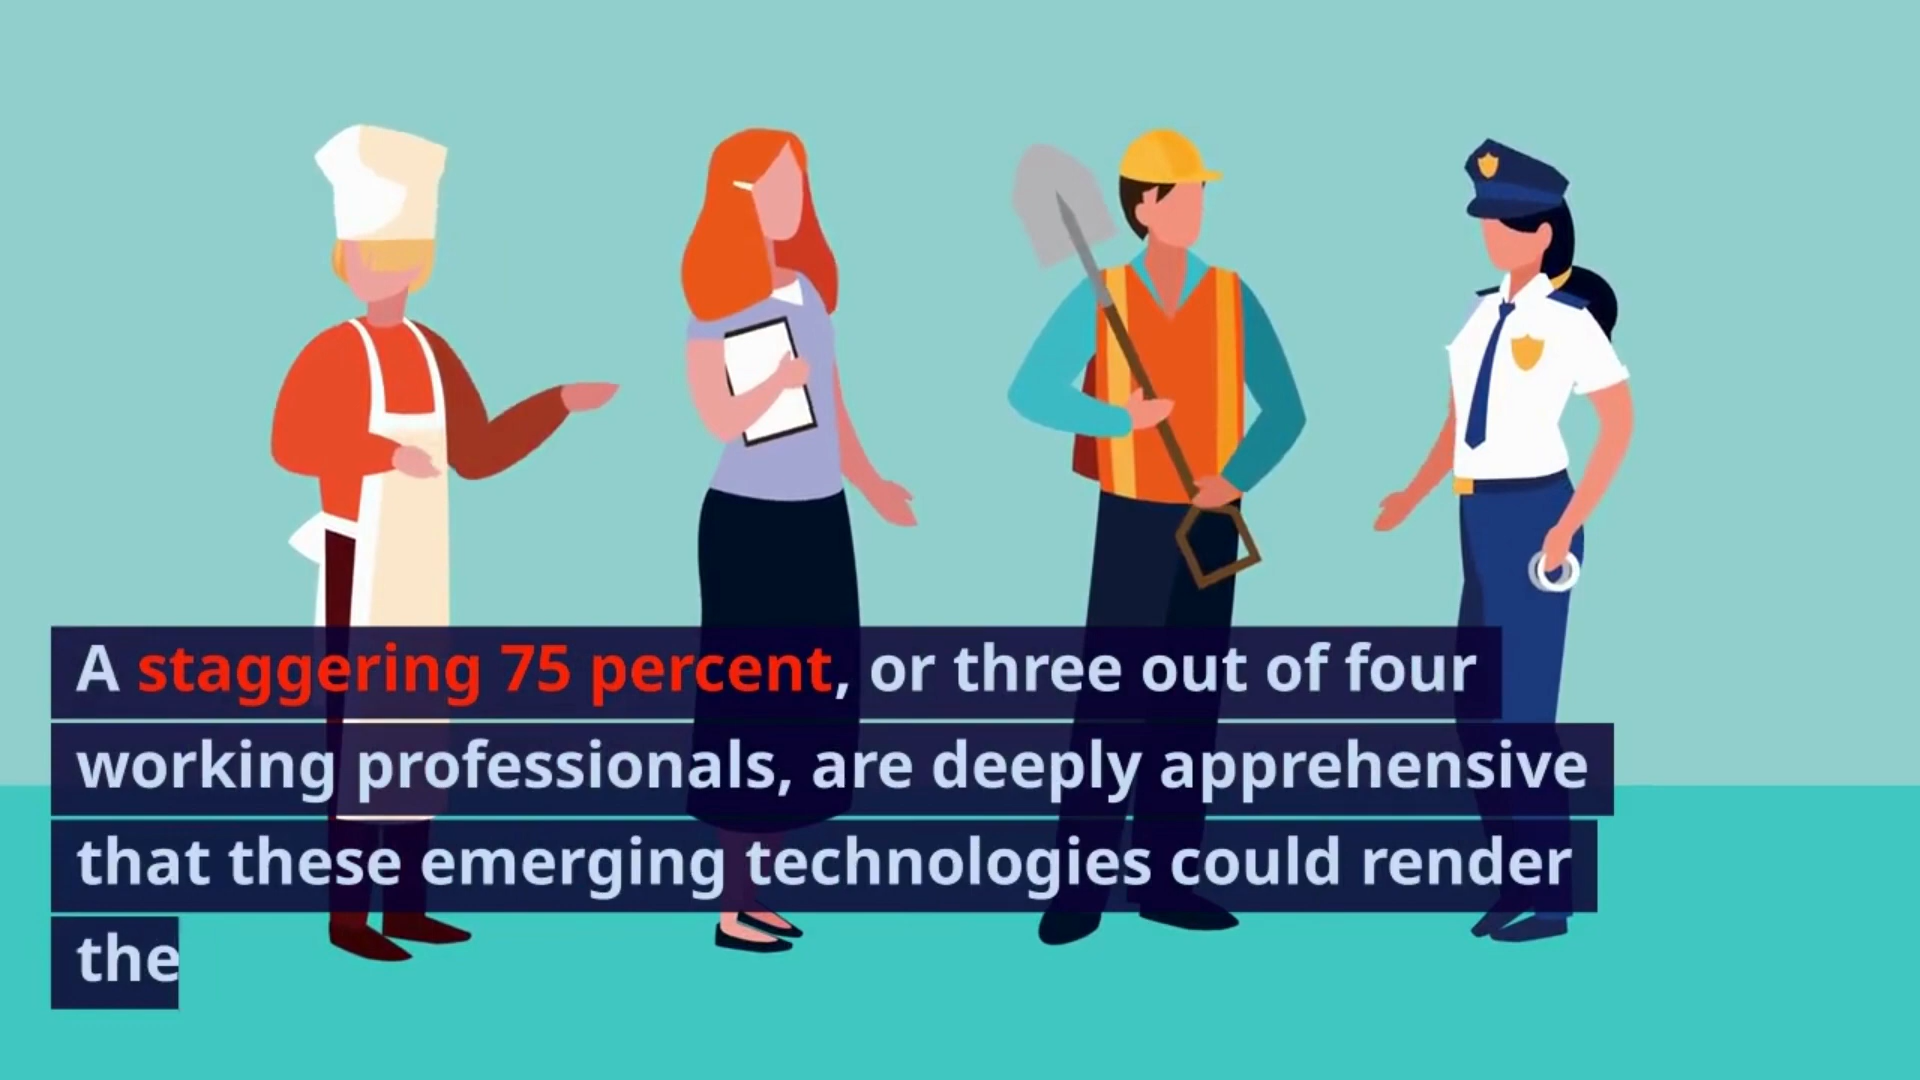 A staggering 75 percent, or three out of four
working professionals, are deeply apprehensive
that these emerging technologies could render
the